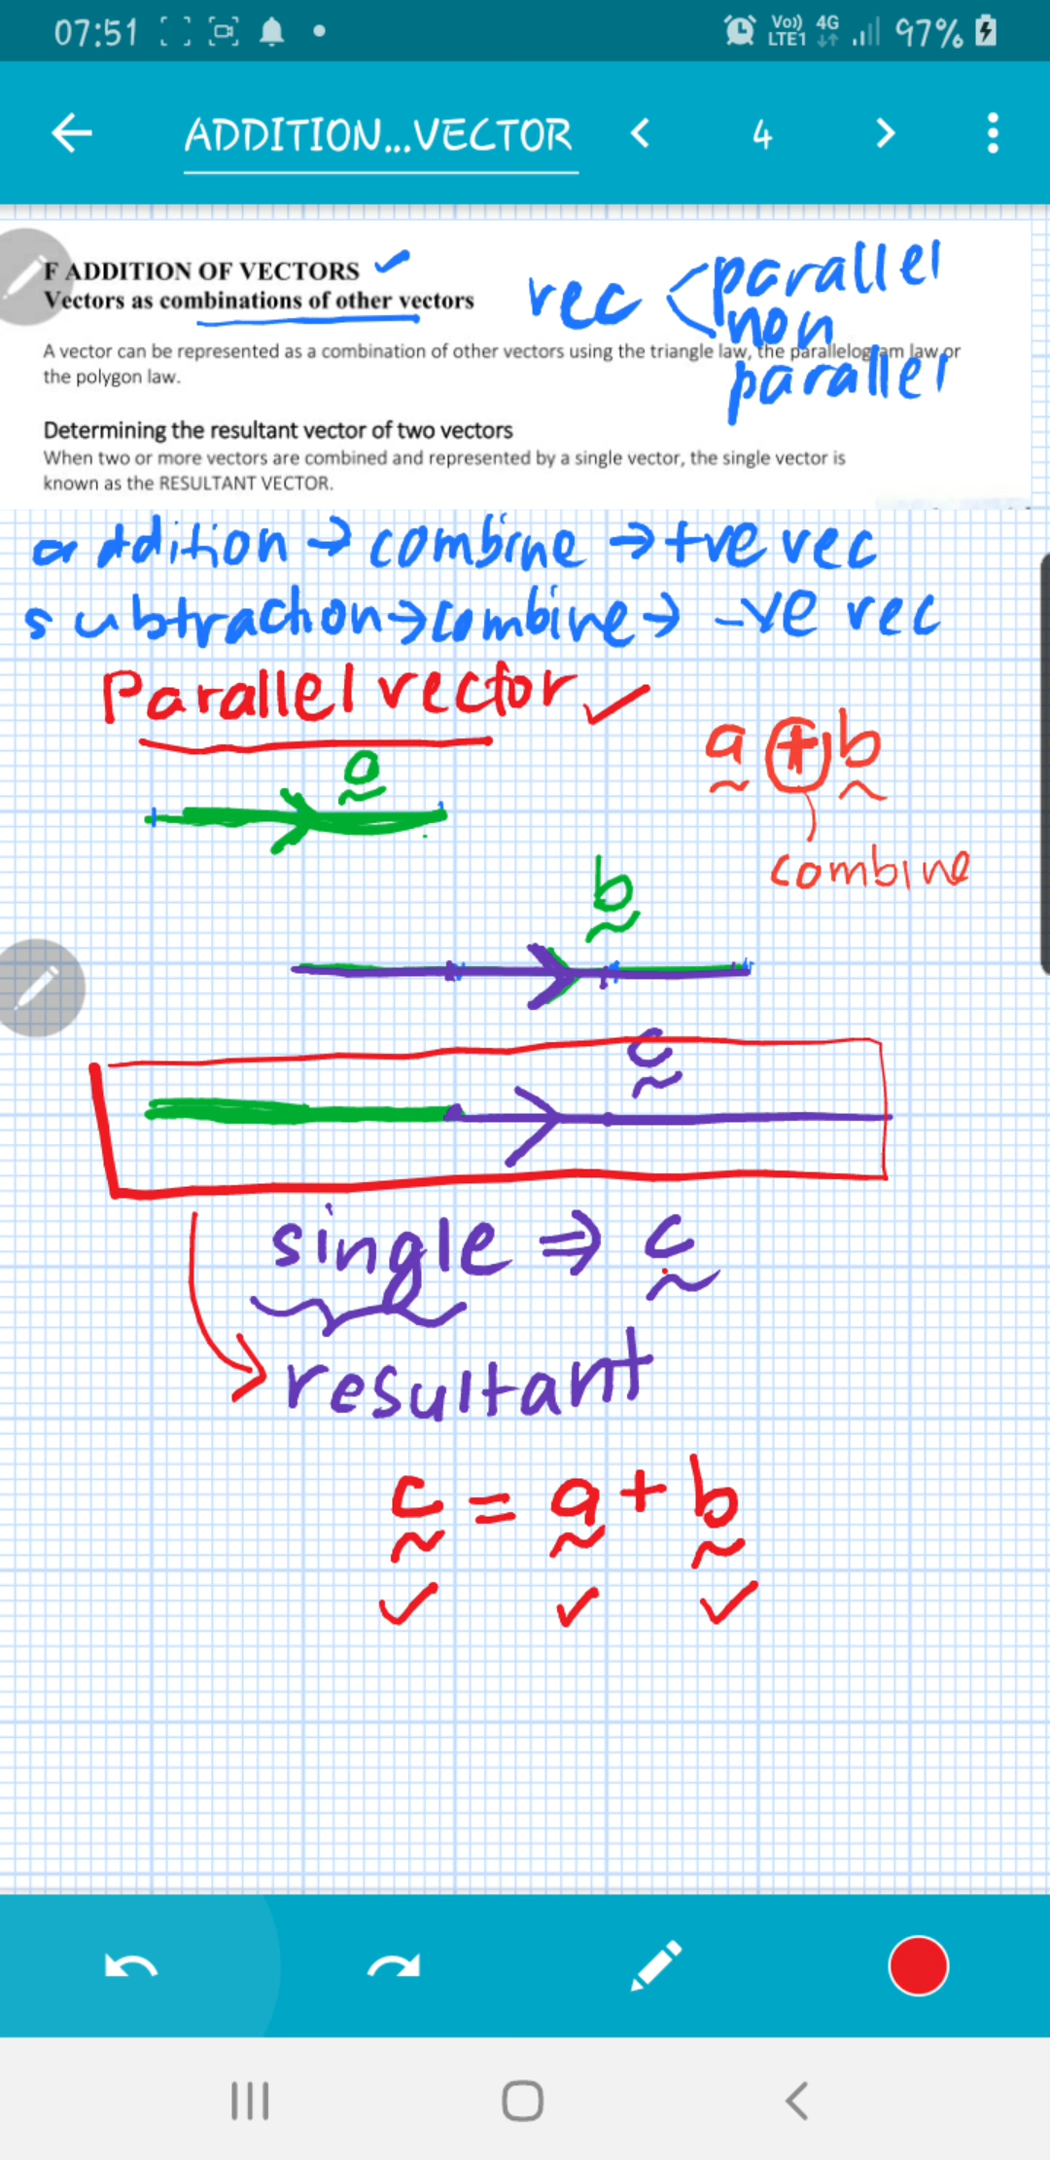 07:51
Vo)) 4G
LTE1
97%
ADDITION...VECTOR
4
F ADDITION OF VECTORS
Vectors as combinations of other vectors
vec
parallel
non
parallel
A vector can be represented as a combination of other vectors using the triangle law, the parallelogram law or
the polygon law.
Determining the resultant vector of two vectors
When two or more vectors are combined and represented by a single vector, the single vector is
known as the RESULTANT VECTOR.
addition → combine → +ve vec
subtraction → combine → -ve vec
Parallel vector
a + b
a
combine
b
c
single ⇒ c
resultant
c = a + b